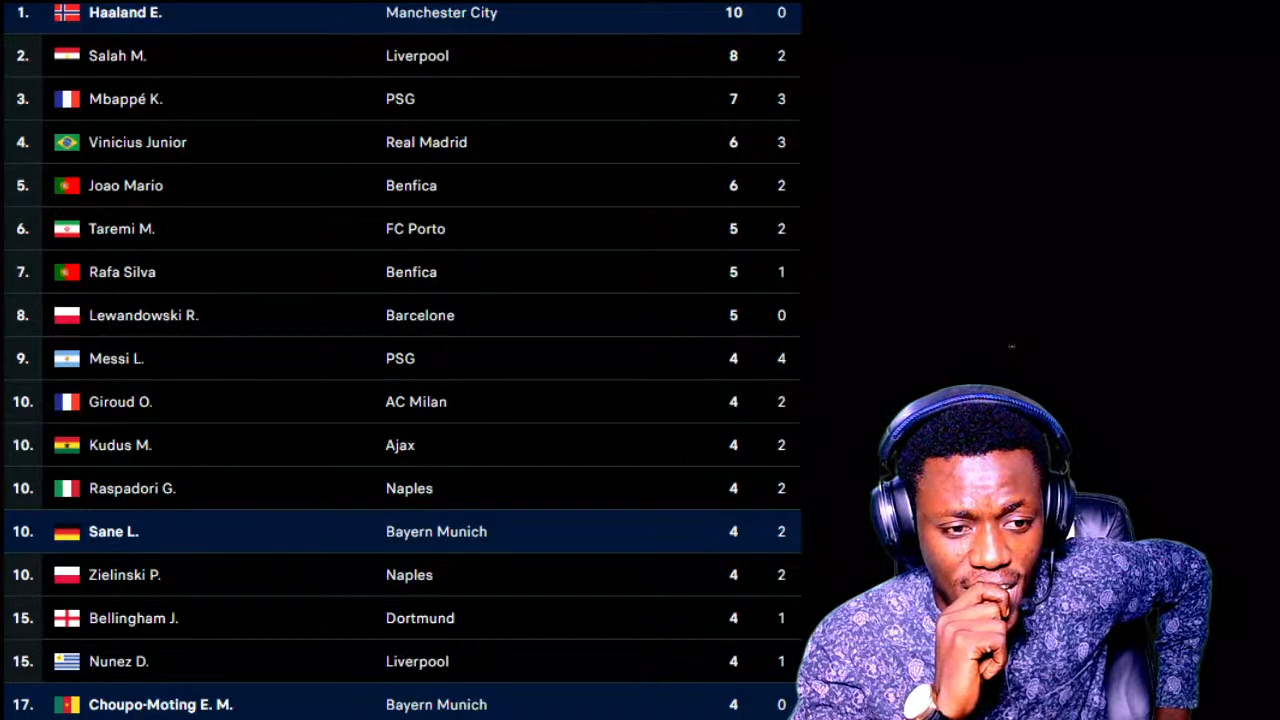 1. Haaland E. Manchester City 10 0
2. Salah M. Liverpool 8 2
3. Mbappé K. PSG 7 3
4. Vinicius Junior Real Madrid 6 3
5. Joao Mario Benfica 6 2
6. Taremi M. FC Porto 5 2
7. Rafa Silva Benfica 5 1
8. Lewandowski R. Barcelone 5 0
9. Messi L. PSG 4 4
10. Giroud O. AC Milan 4 2
10. Kudus M. Ajax 4 2
10. Raspadori G. Naples 4 2
10. Sane L. Bayern Munich 4 2
10. Zielinski P. Naples 4 2
15. Bellingham J. Dortmund 4 1
15. Nunez D. Liverpool 4 1
17. Choupo-Moting E. M. Bayern Munich 4 0